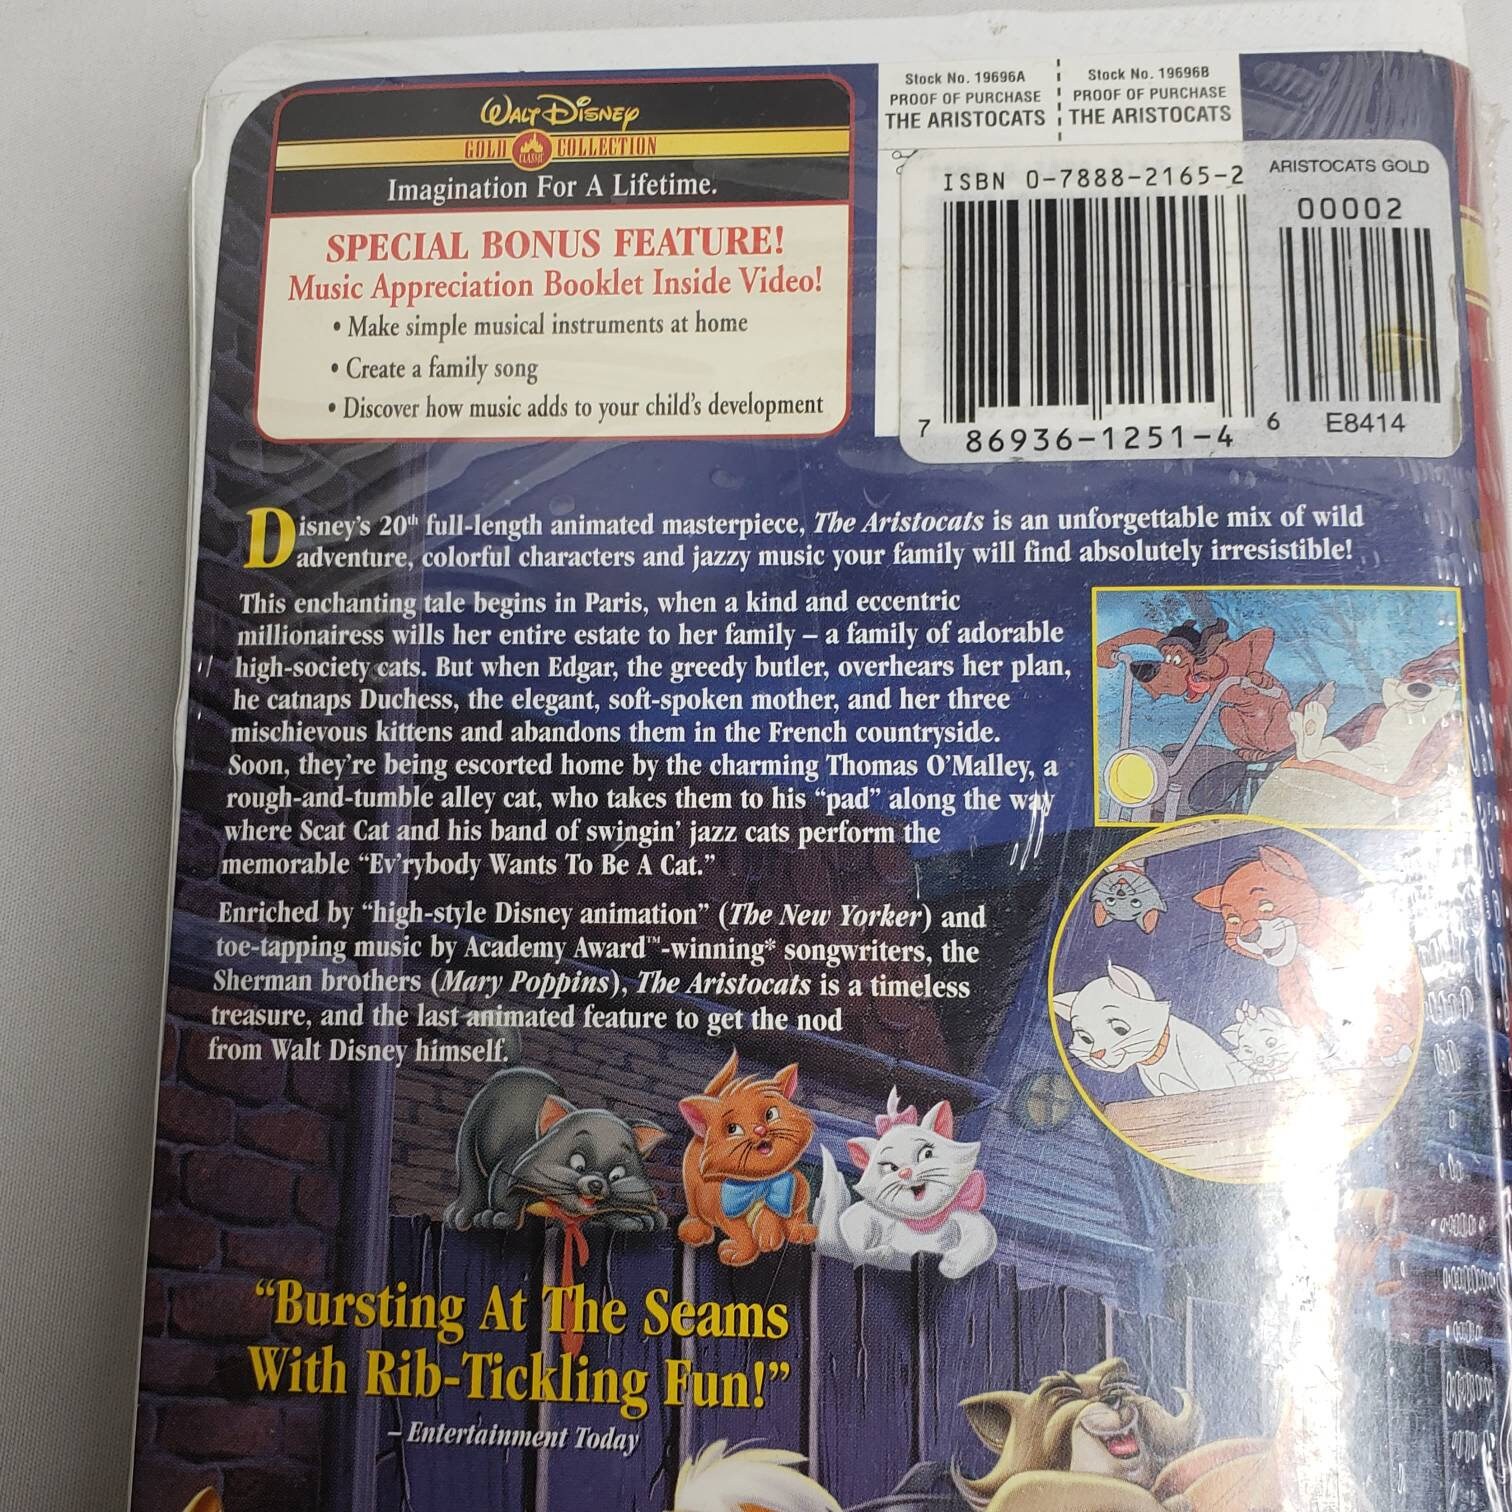 Walt Disney
GOLD CLASSIC COLLECTION
Imagination For A Lifetime.
SPECIAL BONUS FEATURE!
Music Appreciation Booklet Inside Video!
• Make simple musical instruments at home
• Create a family song
• Discover how music adds to your child's development
Stock No. 19696A
PROOF OF PURCHASE
THE ARISTOCATS
Stock No. 19696B
PROOF OF PURCHASE
THE ARISTOCATS
ISBN 0-7888-2165-2
ARISTOCATS GOLD
00002
7 86936-1251-4 6
E8414
Disney's 20th full-length animated masterpiece, The Aristocats is an unforgettable mix of wild
adventure, colorful characters and jazzy music your family will find absolutely irresistible!
This enchanting tale begins in Paris, when a kind and eccentric
millionairess wills her entire estate to her family – a family of adorable
high-society cats. But when Edgar, the greedy butler, overhears her plan,
he catnaps Duchess, the elegant, soft-spoken mother, and her three
mischievous kittens and abandons them in the French countryside.
Soon, they're being escorted home by the charming Thomas O'Malley, a
rough-and-tumble alley cat, who takes them to his “pad” along the way
where Scat Cat and his band of swingin' jazz cats perform the
memorable “Ev'rybody Wants To Be A Cat.”
Enriched by “high-style Disney animation” (The New Yorker) and
toe-tapping music by Academy Award™-winning* songwriters, the
Sherman brothers (Mary Poppins), The Aristocats is a timeless
treasure, and the last animated feature to get the nod
from Walt Disney himself.
“Bursting At The Seams
With Rib-Tickling Fun!”
– Entertainment Today